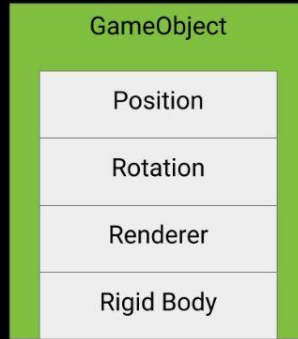 GameObject
Position
Rotation
Renderer
Rigid Body